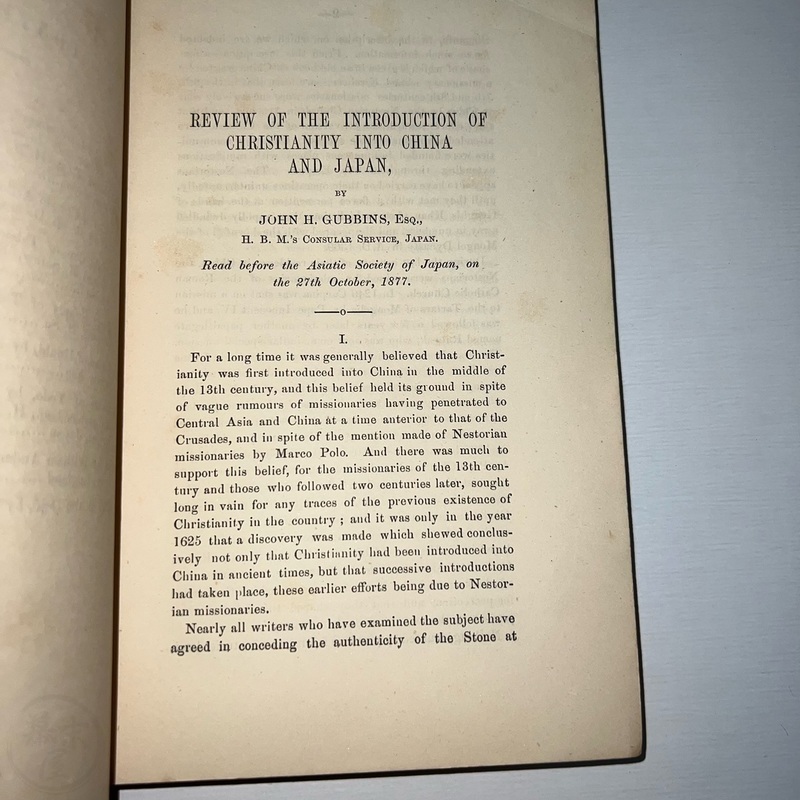 REVIEW OF THE INTRODUCTION OF
CHRISTIANITY INTO CHINA
AND JAPAN,
BY
JOHN H. GUBBINS, Esq.,
H. B. M.'s Consular Service, Japan.
Read before the Asiatic Society of Japan, on
the 27th October, 1877.
I.
For a long time it was generally believed that Christ-
ianity was first introduced into China in the middle of
the 13th century, and this belief held its ground in spite
of vague rumours of missionaries having penetrated to
Central Asia and China at a time anterior to that of the
Crusades, and in spite of the mention made of Nestorian
missionaries by Marco Polo. And there was much to
support this belief, for the missionaries of the 13th cen-
tury and those who followed two centuries later, sought
long in vain for any traces of the previous existence of
Christianity in the country ; and it was only in the year
1625 that a discovery was made which shewed conclus-
ively not only that Christianity had been introduced into
China in ancient times, but that successive introductions
had taken place, these earlier efforts being due to Nestor-
ian missionaries.
Nearly all writers who have examined the subject have
agreed in conceding the authenticity of the Stone at